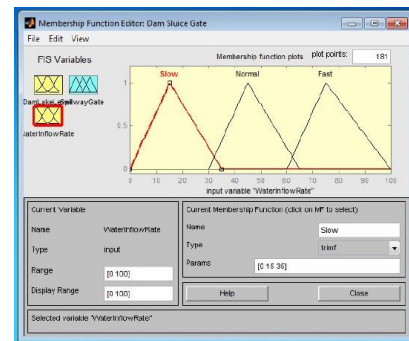 Membership Function Editor: Dam Sluice Gate
File Edit View
FIS Variables
Membership function plots
plot points:
181
Slow
Normal
Fast
1
0.5
0
0 10 20 30 40 50 60 70 80 90 100
input variable "WaterInflowRate"
Current Variable
Name
WaterInflowRate
Type
input
Range
[0 100]
Display Range
[0 100]
Current Membership Function (click on MF to select)
Name
Slow
Type
trimf
Params
[0 15 35]
Help
Close
Selected variable "WaterInflowRate"